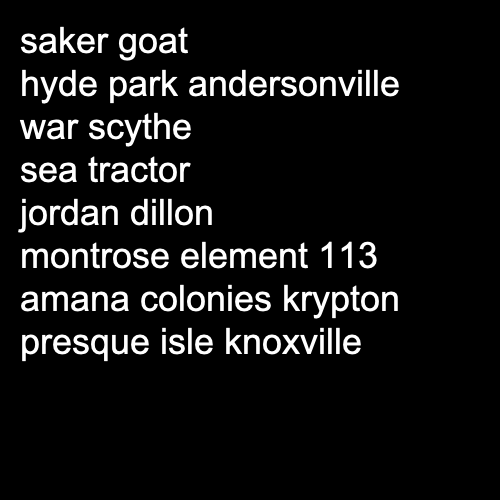 saker goat
hyde park andersonville
war scythe
sea tractor
jordan dillon
montrose element 113
amana colonies krypton
presque isle knoxville